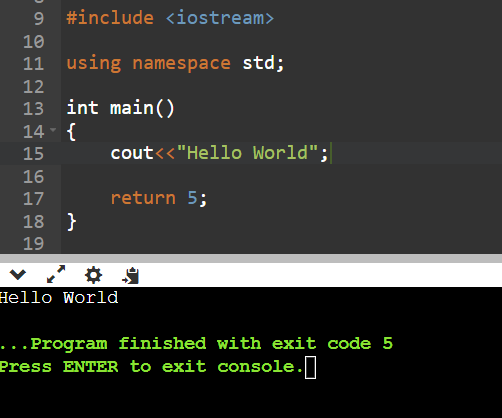 9 #include <iostream>
10
11 using namespace std;
12
13 int main()
14 {
15 cout<<"Hello World";
16
17 return 5;
18 }
19
Hello World
...Program finished with exit code 5
Press ENTER to exit console.